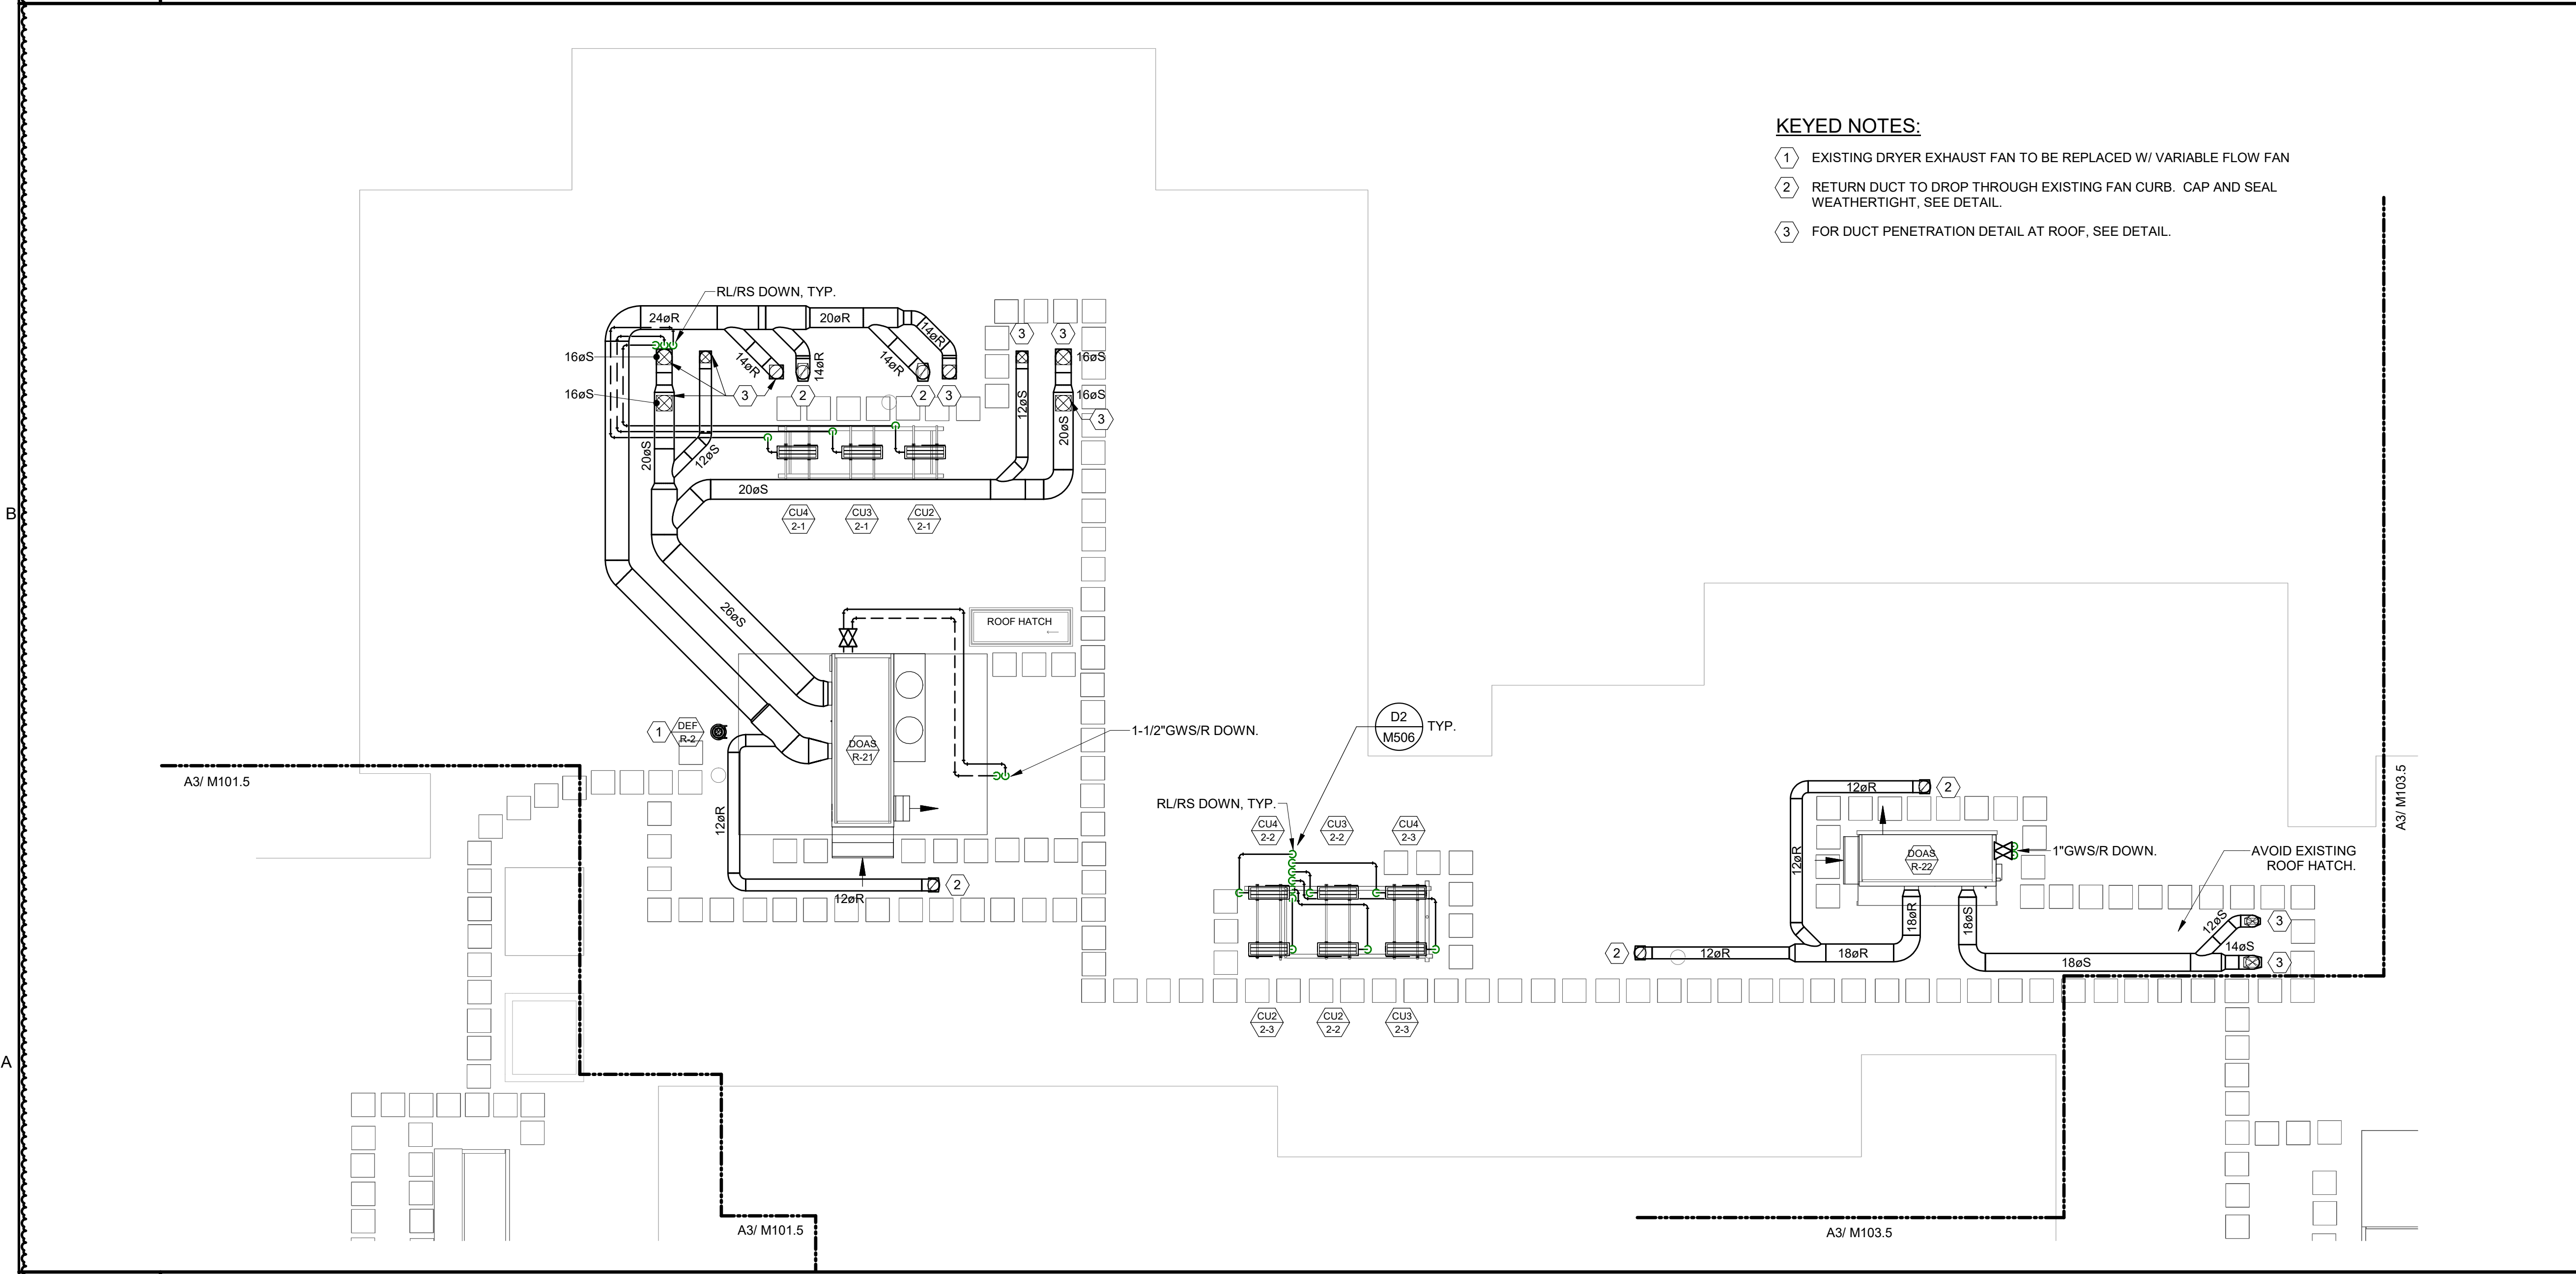 KEYED NOTES:
1 EXISTING DRYER EXHAUST FAN TO BE REPLACED W/ VARIABLE FLOW FAN
2 RETURN DUCT TO DROP THROUGH EXISTING FAN CURB. CAP AND SEAL
WEATHERTIGHT, SEE DETAIL.
3 FOR DUCT PENETRATION DETAIL AT ROOF, SEE DETAIL.
RL/RS DOWN, TYP.
24øR
20øR
14øR
3
3
16øS
14øR
14øR
14øR
16øS
16øS
3
2
2
3
12øS
16øS
3
20øS
12øS
20øS
20øS
B
CU4
2-1
CU3
2-1
CU2
2-1
26øS
ROOF HATCH
1
DEF
R-2
DOAS
R-21
1-1/2"GWS/R DOWN.
D2
M506
TYP.
A3/ M101.5
12øR
12øR
2
RL/RS DOWN, TYP.
CU4
2-2
CU3
2-2
CU4
2-3
CU2
2-3
CU2
2-2
CU3
2-3
12øR
2
12øR
DOAS
R-22
1"GWS/R DOWN.
AVOID EXISTING
ROOF HATCH.
A3/ M103.5
18øR
18øS
12øS
3
14øS
2
12øR
18øR
18øS
3
A
A3/ M101.5
A3/ M103.5